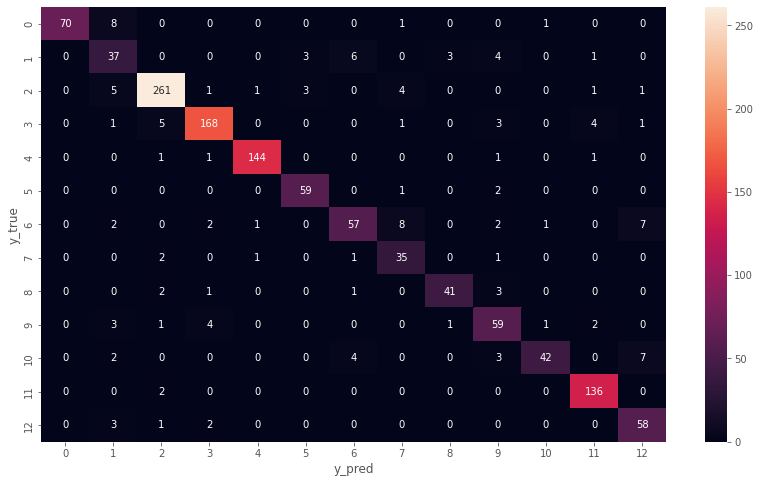 0 70 8 0 0 0 0 0 1 0 0 1 0 0
1 0 37 0 0 0 3 6 0 3 4 0 1 0
2 0 5 261 1 1 3 0 4 0 0 0 1 1
3 0 1 5 168 0 0 0 1 0 3 0 4 1
4 0 0 1 1 144 0 0 0 0 1 0 1 0
5 0 0 0 0 0 59 0 1 0 2 0 0 0
6 0 2 0 2 1 0 57 8 0 2 1 0 7
7 0 0 2 0 1 0 1 35 0 1 0 0 0
8 0 0 2 1 0 0 1 0 41 3 0 0 0
9 0 3 1 4 0 0 0 0 1 59 1 2 0
10 0 2 0 0 0 0 4 0 0 3 42 0 7
11 0 0 2 0 0 0 0 0 0 0 0 136 0
12 0 3 1 2 0 0 0 0 0 0 0 0 58
0 1 2 3 4 5 6 7 8 9 10 11 12
y_pred
y_true
250
200
150
100
50
0